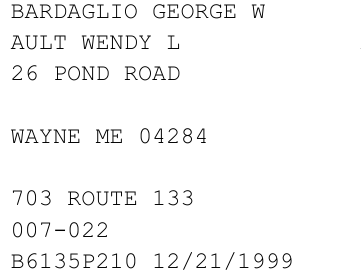 BARDAGLIO GEORGE W
AULT WENDY L
26 POND ROAD
WAYNE ME 04284
703 ROUTE 133
007-022
B6135P210 12/21/1999